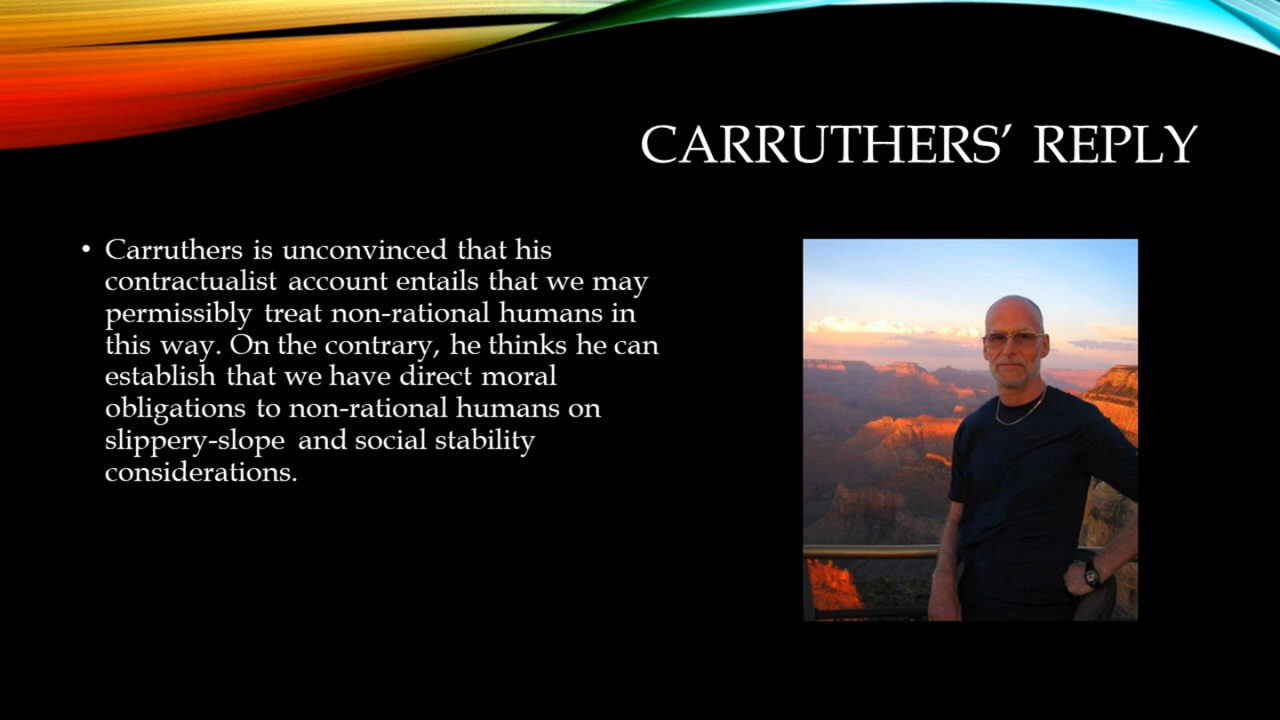 CARRUTHERS’ REPLY
• Carruthers is unconvinced that his
contractualist account entails that we may
permissibly treat non-rational humans in
this way. On the contrary, he thinks he can
establish that we have direct moral
obligations to non-rational humans on
slippery-slope and social stability
considerations.